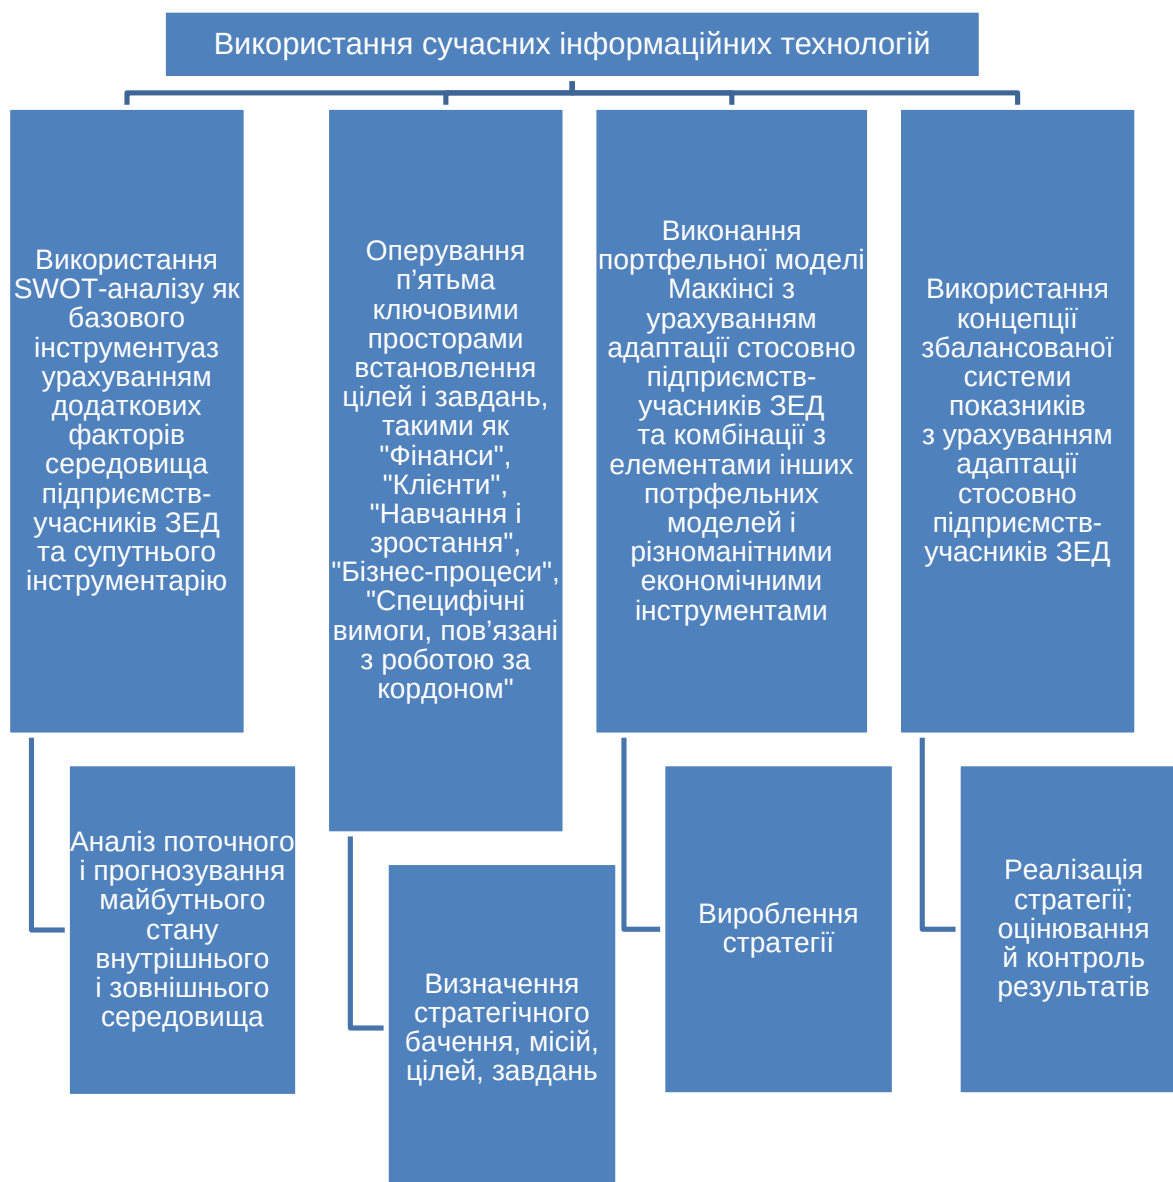 Використання сучасних інформаційних технологій
Використання
SWOT-аналізу як
базового
інструментуаз
урахуванням
додаткових
факторів
середовища
підприємств-
учасників ЗЕД
та супутнього
інструментарію
Оперування
п’ятьма
ключовими
просторами
встановлення
цілей і завдань,
такими як
"Фінанси",
"Клієнти",
"Навчання і
зростання",
"Бізнес-процеси",
"Специфічні
вимоги, пов’язані
з роботою за
кордоном"
Виконання
портфельної моделі
Маккінсі з
урахуванням
адаптації стосовно
підприємств-
учасників ЗЕД
та комбінації з
елементами інших
потрфельних
моделей і
різноманітними
економічними
інструментами
Використання
концепції
збалансованої
системи
показників
з урахуванням
адаптації
стосовно
підприємств-
учасників ЗЕД
Аналіз поточного
і прогнозування
майбутнього
стану
внутрішнього
і зовнішнього
середовища
Визначення
стратегічного
бачення, місій,
цілей, завдань
Вироблення
стратегії
Реалізація
стратегії;
оцінювання
й контроль
результатів